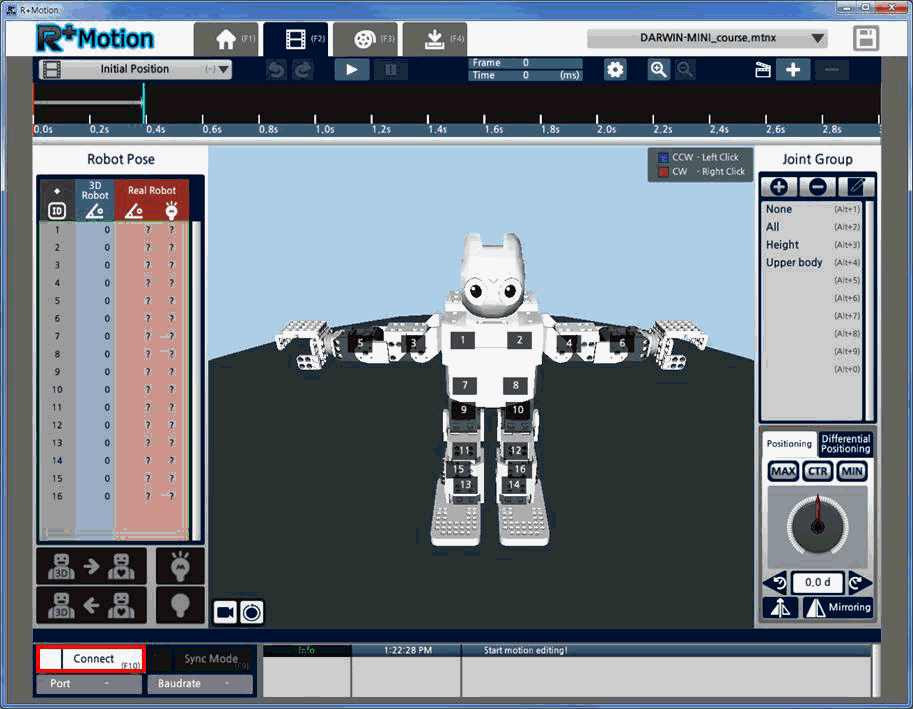 R+Motion
R+Motion
(F1)
(F2)
(F3)
(F4)
DARWIN-MINI_course.mtnx
Initial Position
(-)
Frame 0
Time 0 (ms)
0.0s 0.2s 0.4s 0.6s 0.8s 1.0s 1.2s 1.4s 1.6s 1.8s 2.0s 2.2s 2.4s 2.6s 2.8s
Robot Pose
3D Robot
Real Robot
ID
1 0 ? ?
2 0 ? ?
3 0 ? ?
4 0 ? ?
5 0 ? ?
6 0 ? ?
7 0 ? ?
8 0 ? ?
9 0 ? ?
10 0 ? ?
11 0 ? ?
12 0 ? ?
13 0 ? ?
14 0 ? ?
15 0 ? ?
16 0 ? ?
3D
3D
CCW - Left Click
CW - Right Click
5 3 1 2 4 6
7 8
9 10
11 12
15 16
13 14
Joint Group
None (Alt+1)
All (Alt+2)
Height (Alt+3)
Upper body (Alt+4)
(Alt+5)
(Alt+6)
(Alt+7)
(Alt+8)
(Alt+9)
(Alt+0)
Positioning
Differential Positioning
MAX CTR MIN
0.0 d
Mirroring
Connect (F10)
Sync Mode (F9)
Port -
Baudrate -
Info 1:22:28 PM Start motion editing!